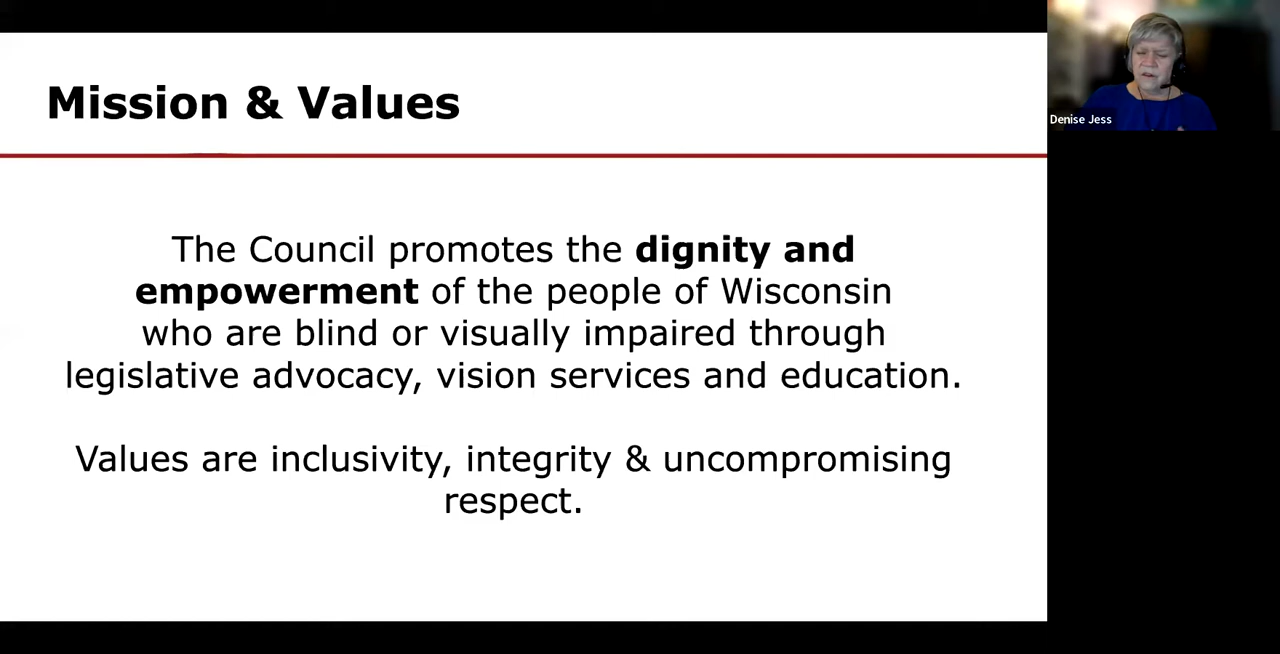 Mission & Values
The Council promotes the dignity and
empowerment of the people of Wisconsin
who are blind or visually impaired through
legislative advocacy, vision services and education.
Values are inclusivity, integrity & uncompromising
respect.
Denise Jess